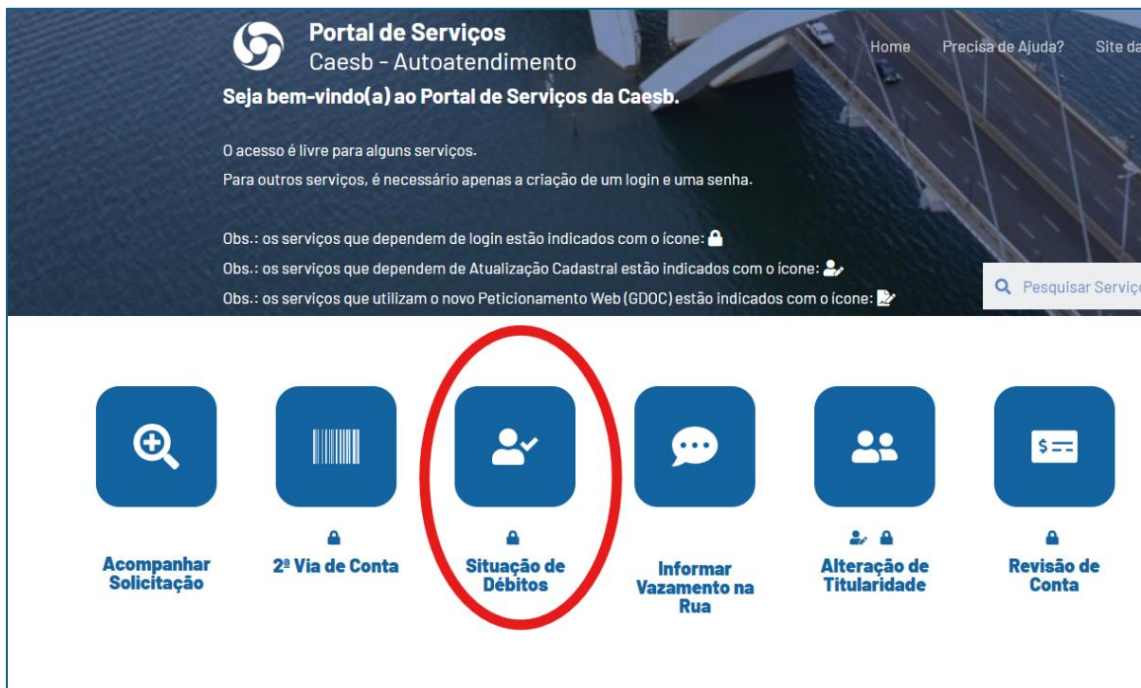 Portal de Serviços
Caesb - Autoatendimento
Home Precisa de Ajuda? Site da
Seja bem-vindo(a) ao Portal de Serviços da Caesb.
O acesso é livre para alguns serviços.
Para outros serviços, é necessário apenas a criação de um login e uma senha.
Obs.: os serviços que dependem de login estão indicados com o ícone:
Obs.: os serviços que dependem de Atualização Cadastral estão indicados com o ícone:
Obs.: os serviços que utilizam o novo Peticionamento Web (GDOC) estão indicados com o ícone:
Pesquisar Serviço
Acompanhar
Solicitação
2ª Via de Conta
Situação de
Débitos
Informar
Vazamento na
Rua
Alteração de
Titularidade
Revisão de
Conta